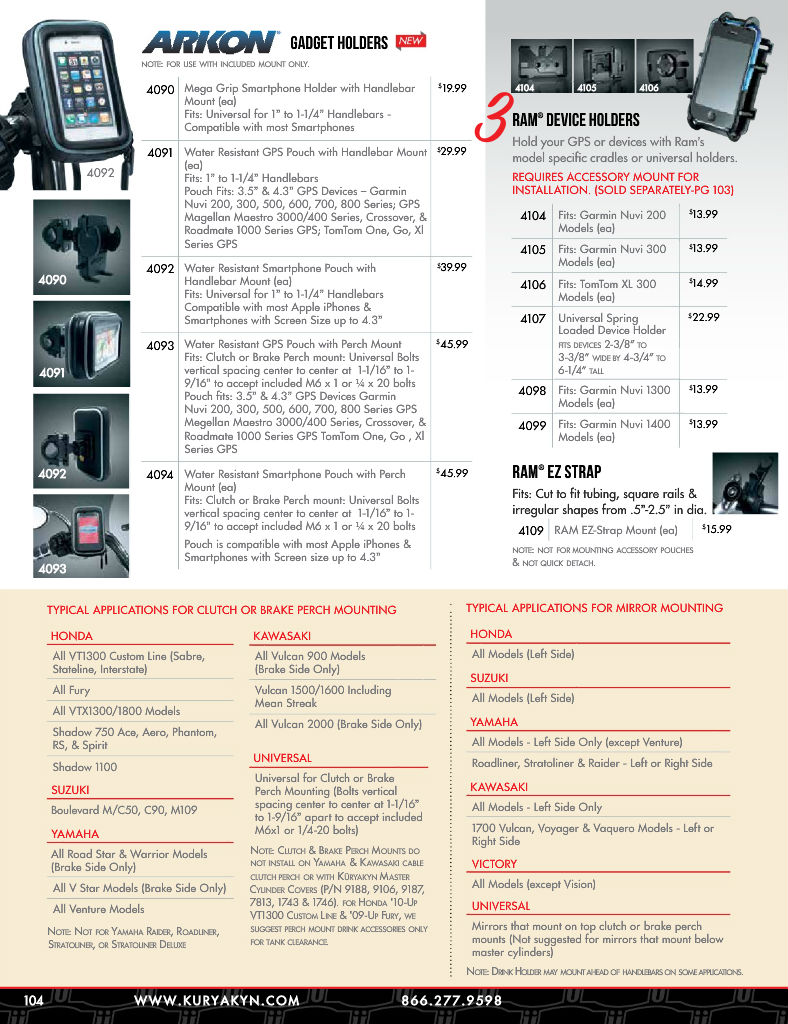 ARKON GADGET HOLDERS NEW
NOTE: FOR USE WITH INCLUDED MOUNT ONLY.
4092
4090
4091
4092
4093
4090 Mega Grip Smartphone Holder with Handlebar $19.99
Mount (ea)
Fits: Universal for 1” to 1-1/4” Handlebars -
Compatible with most Smartphones
4091 Water Resistant GPS Pouch with Handlebar Mount $29.99
(ea)
Fits: 1” to 1-1/4” Handlebars
Pouch Fits: 3.5” & 4.3" GPS Devices – Garmin
Nuvi 200, 300, 500, 600, 700, 800 Series; GPS
Magellan Maestro 3000/400 Series, Crossover, &
Roadmate 1000 Series GPS; TomTom One, Go, Xl
Series GPS
4092 Water Resistant Smartphone Pouch with $39.99
Handlebar Mount (ea)
Fits: Universal for 1” to 1-1/4” Handlebars
Compatible with most Apple iPhones &
Smartphones with Screen Size up to 4.3”
4093 Water Resistant GPS Pouch with Perch Mount $45.99
Fits: Clutch or Brake Perch mount: Universal Bolts
vertical spacing center to center at 1-1/16” to 1-
9/16" to accept included M6 x 1 or ¼ x 20 bolts
Pouch fits: 3.5" & 4.3” GPS Devices Garmin
Nuvi 200, 300, 500, 600, 700, 800 Series GPS
Megellan Maestro 3000/400 Series, Crossover, &
Roadmate 1000 Series GPS TomTom One, Go , Xl
Series GPS
4094 Water Resistant Smartphone Pouch with Perch $45.99
Mount (ea)
Fits: Clutch or Brake Perch mount: Universal Bolts
vertical spacing center to center at 1-1/16” to 1-
9/16" to accept included M6 x 1 or ¼ x 20 bolts
Pouch is compatible with most Apple iPhones &
Smartphones with Screen size up to 4.3”
4104 4105 4106
3 RAM® DEVICE HOLDERS
Hold your GPS or devices with Ram’s
model specific cradles or universal holders.
REQUIRES ACCESSORY MOUNT FOR
INSTALLATION. (SOLD SEPARATELY-PG 103)
4104 Fits: Garmin Nuvi 200 $13.99
Models (ea)
4105 Fits: Garmin Nuvi 300 $13.99
Models (ea)
4106 Fits: TomTom XL 300 $14.99
Models (ea)
4107 Universal Spring $22.99
Loaded Device Holder
FITS DEVICES 2-3/8” TO
3-3/8” WIDE BY 4-3/4” TO
6-1/4” TALL
4098 Fits: Garmin Nuvi 1300 $13.99
Models (ea)
4099 Fits: Garmin Nuvi 1400 $13.99
Models (ea)
RAM® EZ STRAP
Fits: Cut to fit tubing, square rails &
irregular shapes from .5”-2.5” in dia.
4109 RAM EZ-Strap Mount (ea) $15.99
NOTE: NOT FOR MOUNTING ACCESSORY POUCHES
& NOT QUICK DETACH.
TYPICAL APPLICATIONS FOR CLUTCH OR BRAKE PERCH MOUNTING
HONDA
All VT1300 Custom Line (Sabre,
Stateline, Interstate)
All Fury
All VTX1300/1800 Models
Shadow 750 Ace, Aero, Phantom,
RS, & Spirit
Shadow 1100
SUZUKI
Boulevard M/C50, C90, M109
YAMAHA
All Road Star & Warrior Models
(Brake Side Only)
All V Star Models (Brake Side Only)
All Venture Models
NOTE: NOT FOR YAMAHA RAIDER, ROADLINER,
STRATOLINER, OR STRATOLINER DELUXE
KAWASAKI
All Vulcan 900 Models
(Brake Side Only)
Vulcan 1500/1600 Including
Mean Streak
All Vulcan 2000 (Brake Side Only)
UNIVERSAL
Universal for Clutch or Brake
Perch Mounting (Bolts vertical
spacing center to center at 1-1/16”
to 1-9/16” apart to accept included
M6x1 or 1/4-20 bolts)
NOTE: CLUTCH & BRAKE PERCH MOUNTS DO
NOT INSTALL ON YAMAHA & KAWASAKI CABLE
CLUTCH PERCH OR WITH KÜRYAKYN MASTER
CYLINDER COVERS (P/N 9188, 9106, 9187,
7813, 1743 & 1746). FOR HONDA '10-UP
VT1300 CUSTOM LINE & '09-UP FURY, WE
SUGGEST PERCH MOUNT DRINK ACCESSORIES ONLY
FOR TANK CLEARANCE.
TYPICAL APPLICATIONS FOR MIRROR MOUNTING
HONDA
All Models (Left Side)
SUZUKI
All Models (Left Side)
YAMAHA
All Models - Left Side Only (except Venture)
Roadliner, Stratoliner & Raider - Left or Right Side
KAWASAKI
All Models - Left Side Only
1700 Vulcan, Voyager & Vaquero Models - Left or
Right Side
VICTORY
All Models (except Vision)
UNIVERSAL
Mirrors that mount on top clutch or brake perch
mounts (Not suggested for mirrors that mount below
master cylinders)
NOTE: DRINK HOLDER MAY MOUNT AHEAD OF HANDLEBARS ON SOME APPLICATIONS.
104 WWW.KURYAKYN.COM 866.277.9598